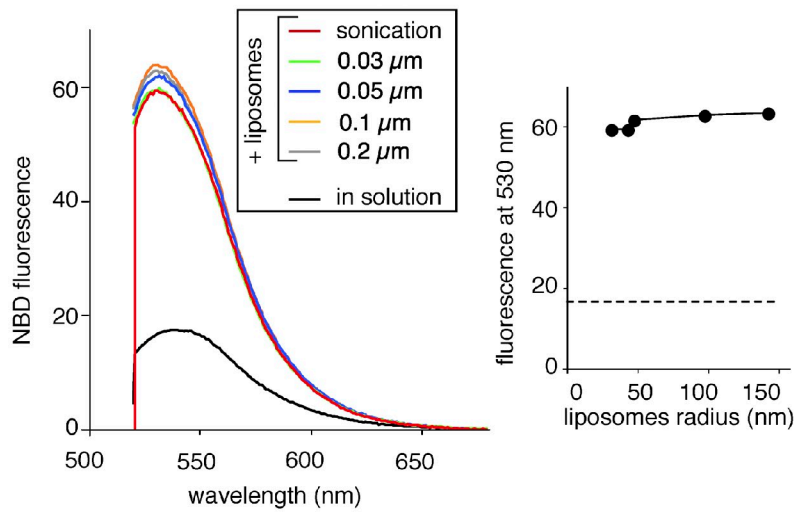 sonication
0.03 µm
0.05 µm
0.1 µm
0.2 µm
+ liposomes
in solution
60
40
20
0
500
550
600
650
NBD fluorescence
wavelength (nm)
60
40
20
0
0
50
100
150
fluorescence at 530 nm
liposomes radius (nm)